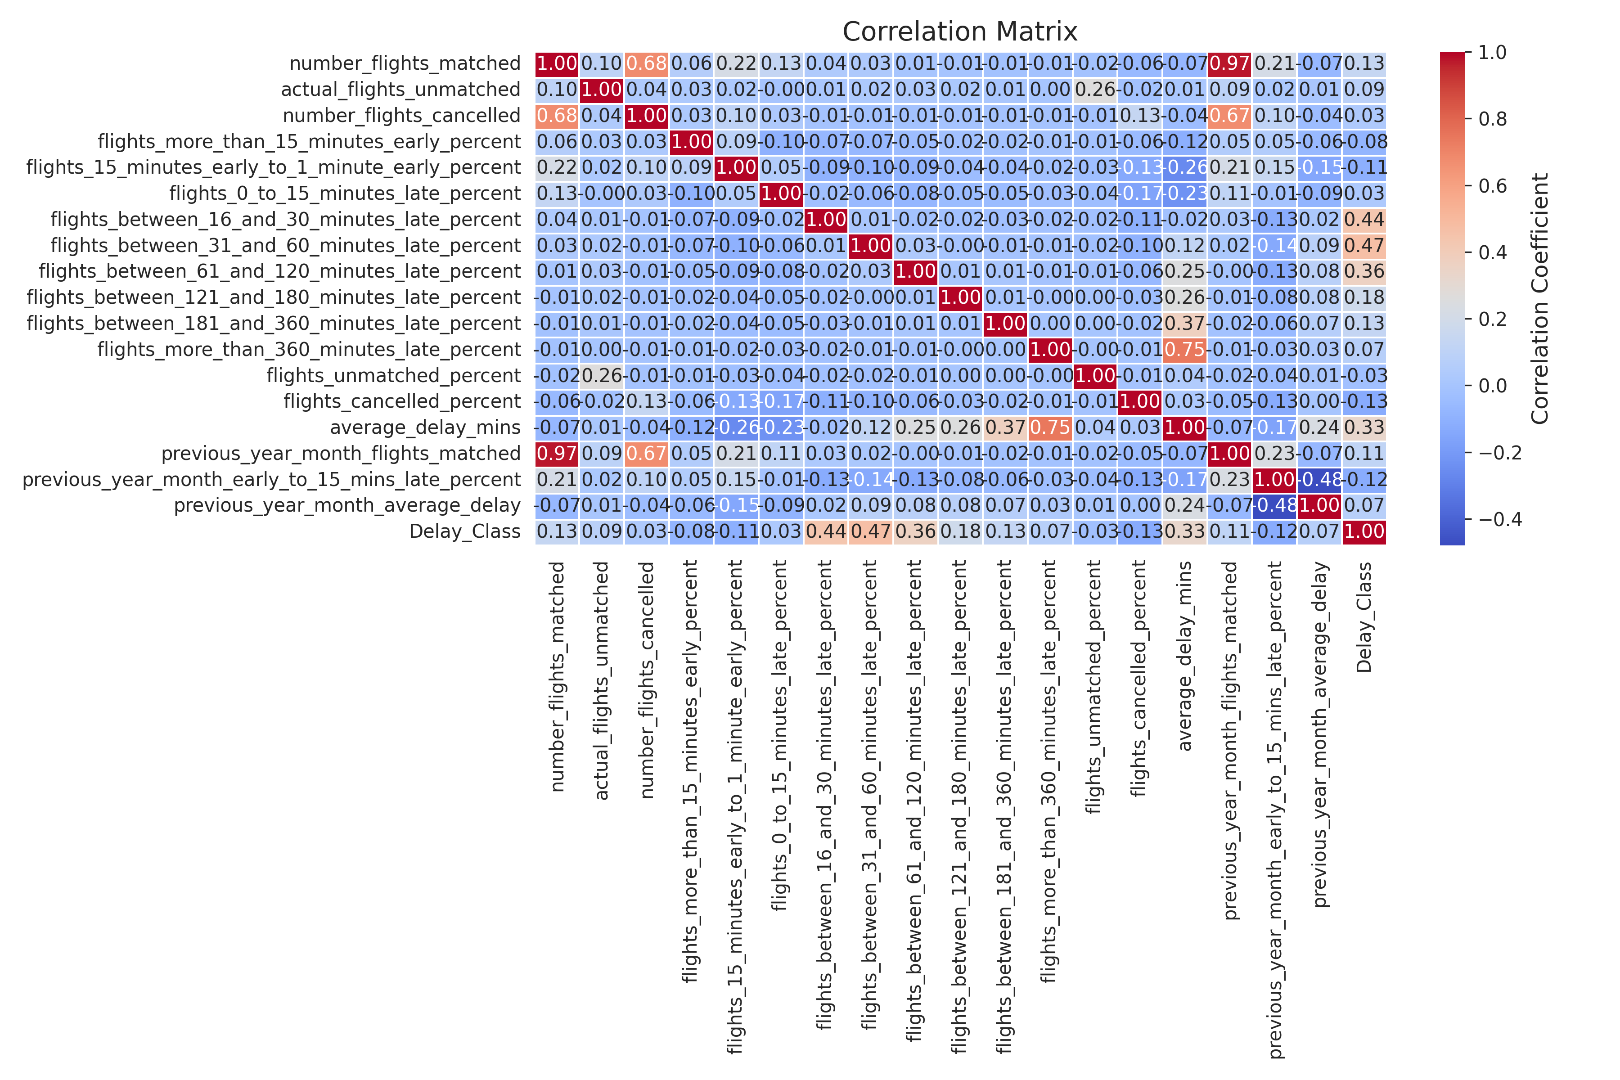 Correlation Matrix
number_flights_matched 1.00 0.10 0.68 0.06 0.22 0.13 0.04 0.03 0.01 -0.01 -0.01 -0.01 -0.02 -0.06 -0.07 0.97 0.21 -0.07 0.13
actual_flights_unmatched 0.10 1.00 0.04 0.03 0.02 -0.00 0.01 0.02 0.03 0.02 0.01 0.00 0.26 -0.02 0.01 0.09 0.02 0.01 0.09
number_flights_cancelled 0.68 0.04 1.00 0.03 0.10 0.03 -0.01 -0.01 -0.01 -0.01 -0.01 -0.01 -0.01 0.13 -0.04 0.67 0.10 -0.04 0.03
flights_more_than_15_minutes_early_percent 0.06 0.03 0.03 1.00 0.09 -0.10 -0.07 -0.07 -0.05 -0.02 -0.02 -0.01 -0.01 -0.06 -0.12 0.05 0.05 -0.06 -0.08
flights_15_minutes_early_to_1_minute_early_percent 0.22 0.02 0.10 0.09 1.00 0.05 -0.09 -0.10 -0.09 -0.04 -0.04 -0.02 -0.03 -0.13 -0.26 0.21 0.15 -0.15 -0.11
flights_0_to_15_minutes_late_percent 0.13 -0.00 0.03 -0.10 0.05 1.00 -0.02 -0.06 -0.08 -0.05 -0.05 -0.03 -0.04 -0.17 -0.23 0.11 -0.01 -0.09 0.03
flights_between_16_and_30_minutes_late_percent 0.04 0.01 -0.01 -0.07 -0.09 -0.02 1.00 0.01 -0.02 -0.02 -0.03 -0.02 -0.02 -0.11 -0.02 0.03 -0.13 0.02 0.44
flights_between_31_and_60_minutes_late_percent 0.03 0.02 -0.01 -0.07 -0.10 -0.06 0.01 1.00 0.03 -0.00 -0.01 -0.01 -0.02 -0.10 0.12 0.02 -0.14 0.09 0.47
flights_between_61_and_120_minutes_late_percent 0.01 0.03 -0.01 -0.05 -0.09 -0.08 -0.02 0.03 1.00 0.01 0.01 -0.01 -0.01 -0.06 0.25 -0.00 -0.13 0.08 0.36
flights_between_121_and_180_minutes_late_percent -0.01 0.02 -0.01 -0.02 -0.04 -0.05 -0.02 -0.00 0.01 1.00 0.01 -0.00 0.00 -0.03 0.26 -0.01 -0.08 0.08 0.18
flights_between_181_and_360_minutes_late_percent -0.01 0.01 -0.01 -0.02 -0.04 -0.05 -0.03 -0.01 0.01 0.01 1.00 0.00 0.00 -0.02 0.37 -0.02 -0.06 0.07 0.13
flights_more_than_360_minutes_late_percent -0.01 0.00 -0.01 -0.01 -0.02 -0.03 -0.02 -0.01 -0.01 -0.00 0.00 1.00 -0.00 -0.01 0.75 -0.01 -0.03 0.03 0.07
flights_unmatched_percent -0.02 0.26 -0.01 -0.01 -0.03 -0.04 -0.02 -0.02 -0.01 0.00 0.00 -0.00 1.00 -0.01 0.04 -0.02 -0.04 0.01 -0.03
flights_cancelled_percent -0.06 -0.02 0.13 -0.06 -0.13 -0.17 -0.11 -0.10 -0.06 -0.03 -0.02 -0.01 -0.01 1.00 0.03 -0.05 -0.13 0.00 -0.13
average_delay_mins -0.07 0.01 -0.04 -0.12 -0.26 -0.23 -0.02 0.12 0.25 0.26 0.37 0.75 0.04 0.03 1.00 -0.07 -0.17 0.24 0.33
previous_year_month_flights_matched 0.97 0.09 0.67 0.05 0.21 0.11 0.03 0.02 -0.00 -0.01 -0.02 -0.01 -0.02 -0.05 -0.07 1.00 0.23 -0.07 0.11
previous_year_month_early_to_15_mins_late_percent 0.21 0.02 0.10 0.05 0.15 -0.01 -0.13 -0.14 -0.13 -0.08 -0.06 -0.03 -0.04 -0.13 -0.17 0.23 1.00 -0.48 -0.12
previous_year_month_average_delay -0.07 0.01 -0.04 -0.06 -0.15 -0.09 0.02 0.09 0.08 0.08 0.07 0.03 0.01 0.00 0.24 -0.07 -0.48 1.00 0.07
Delay_Class 0.13 0.09 0.03 -0.08 -0.11 0.03 0.44 0.47 0.36 0.18 0.13 0.07 -0.03 -0.13 0.33 0.11 -0.12 0.07 1.00
number_flights_matched
actual_flights_unmatched
number_flights_cancelled
flights_more_than_15_minutes_early_percent
flights_15_minutes_early_to_1_minute_early_percent
flights_0_to_15_minutes_late_percent
flights_between_16_and_30_minutes_late_percent
flights_between_31_and_60_minutes_late_percent
flights_between_61_and_120_minutes_late_percent
flights_between_121_and_180_minutes_late_percent
flights_between_181_and_360_minutes_late_percent
flights_more_than_360_minutes_late_percent
flights_unmatched_percent
flights_cancelled_percent
average_delay_mins
previous_year_month_flights_matched
previous_year_month_early_to_15_mins_late_percent
previous_year_month_average_delay
Delay_Class
1.0
0.8
0.6
0.4
0.2
0.0
−0.2
−0.4
Correlation Coefficient